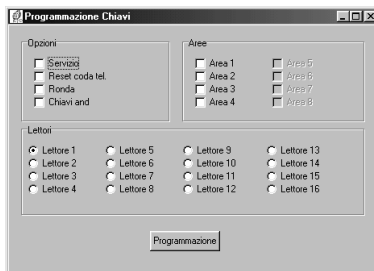 Programmazione Chiavi
Opzioni
Servizio
Reset coda tel.
Ronda
Chiavi and
Aree
Area 1
Area 2
Area 3
Area 4
Area 5
Area 6
Area 7
Area 8
Lettori
Lettore 1
Lettore 2
Lettore 3
Lettore 4
Lettore 5
Lettore 6
Lettore 7
Lettore 8
Lettore 9
Lettore 10
Lettore 11
Lettore 12
Lettore 13
Lettore 14
Lettore 15
Lettore 16
Programmazione